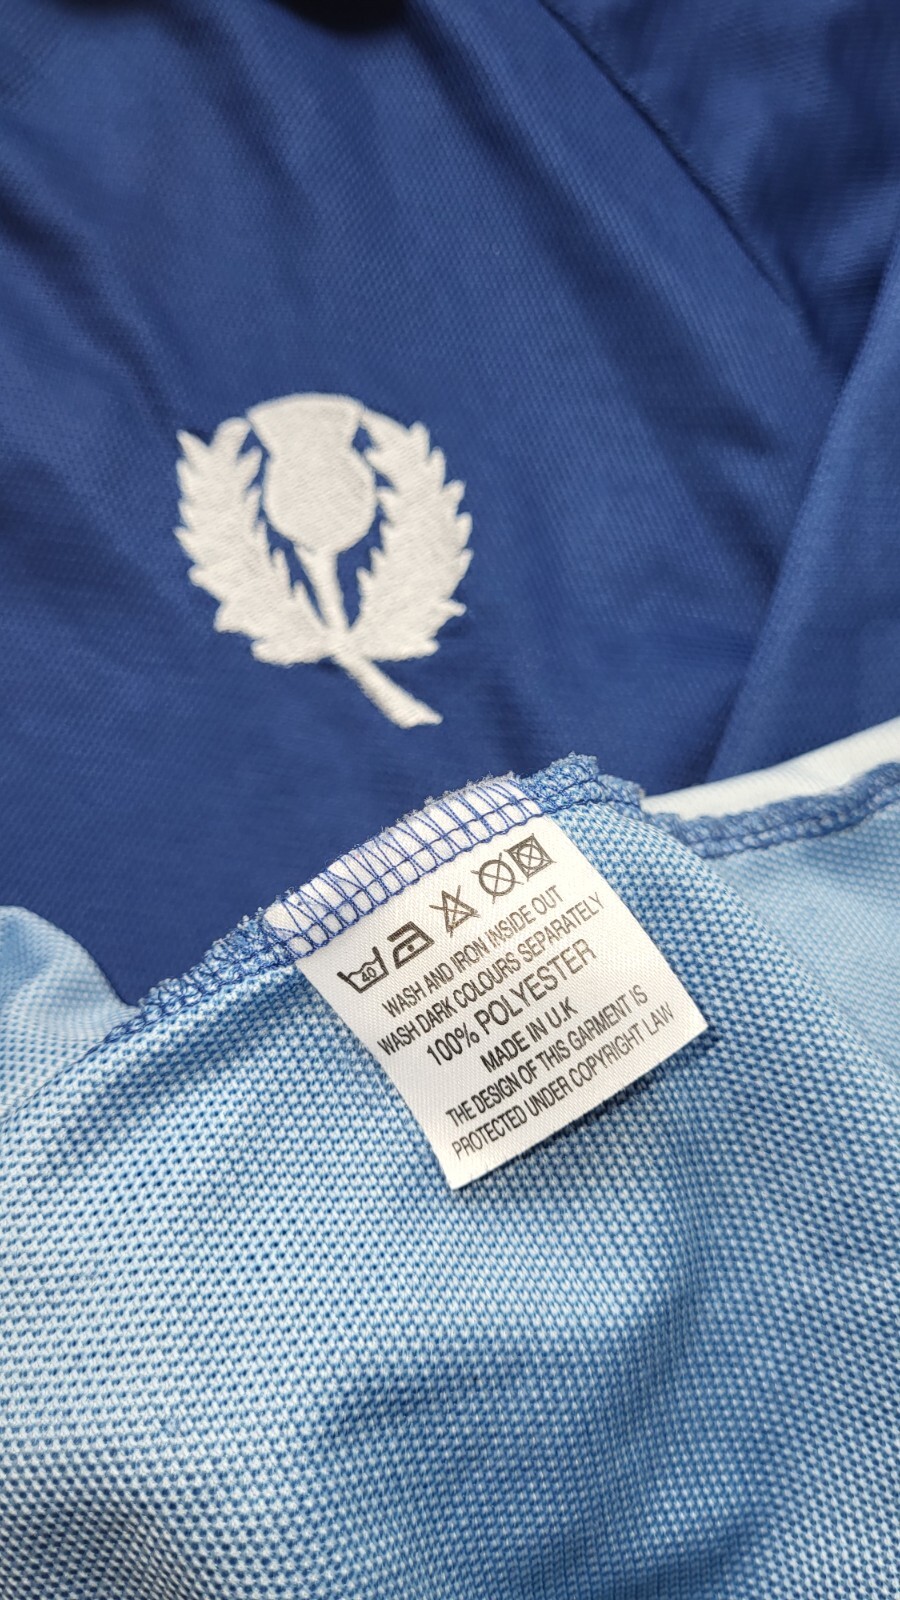 40
WASH AND IRON INSIDE OUT
WASH DARK COLOURS SEPARATELY
100% POLYESTER
MADE IN U.K
THE DESIGN OF THIS GARMENT IS
PROTECTED UNDER COPYRIGHT LAW